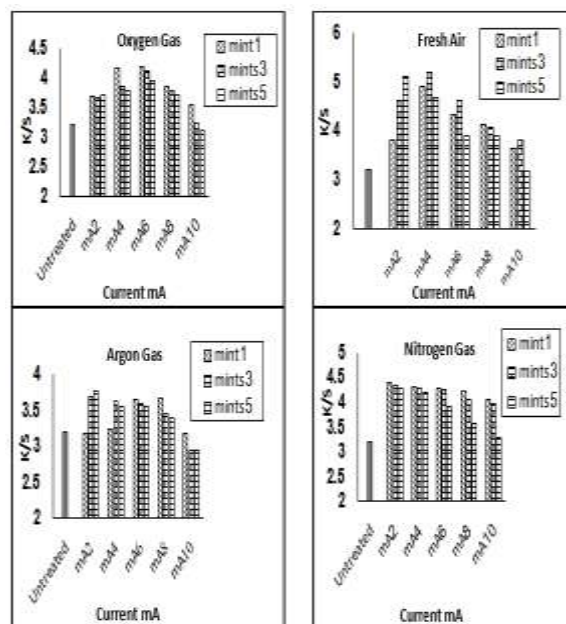 Oxygen Gas
mint1
mints3
mints5
4.5
4
3.5
3
2.5
2
K/s
Untreated
mA2
mA4
mA6
mA8
mA10
Current mA
Fresh Air
mint1
mints3
mints5
6
5
4
3
2
K/s
mA2
mA4
mA6
mA8
mA10
Current mA
Argon Gas
mint1
mints3
mints5
4
3.5
3
2.5
2
K/s
Untreated
mA2
mA4
mA6
mA8
mA10
Current mA
Nitrogen Gas
mint1
mints3
mints5
5
4.5
4
3.5
3
2.5
2
K/s
Untreated
mA2
mA4
mA6
mA8
mA10
Current mA